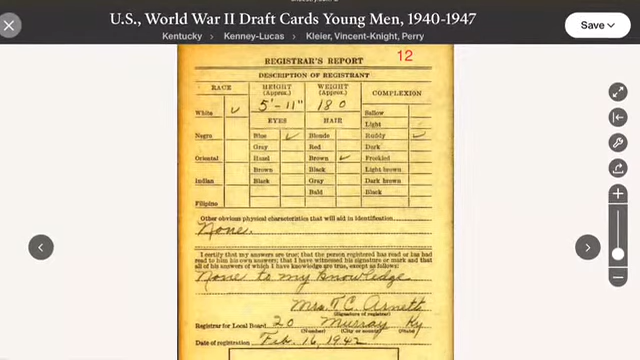 U.S., World War II Draft Cards Young Men, 1940-1947
Save
Kentucky > Kenney-Lucas > Kleier, Vincent-Knight, Perry
12
REGISTRAR'S REPORT
DESCRIPTION OF REGISTRANT
RACE
HEIGHT (Approx.)
WEIGHT (Approx.)
COMPLEXION
White
5'-11"
180
Sallow
Light
EYES
HAIR
Negro
Blue
Blonde
Ruddy
Gray
Red
Dark
Oriental
Hazel
Brown
Freckled
Brown
Black
Light brown
Indian
Black
Gray
Dark brown
Bald
Black
Filipino
Other obvious physical characteristics that will aid in identification
None.
I certify that my answers are true; that the person registered has read or has had
read to him his own answers; that I have witnessed his signature or mark and that
all of his answers of which I have knowledge are true, except as follows:
None to my knowledge
Mrs. T. C. Arnett
(Signature of registrar)
Registrar for Local Board 20 Murray Ky
(Number) (City or county) (State)
Date of registration Feb. 16, 1942